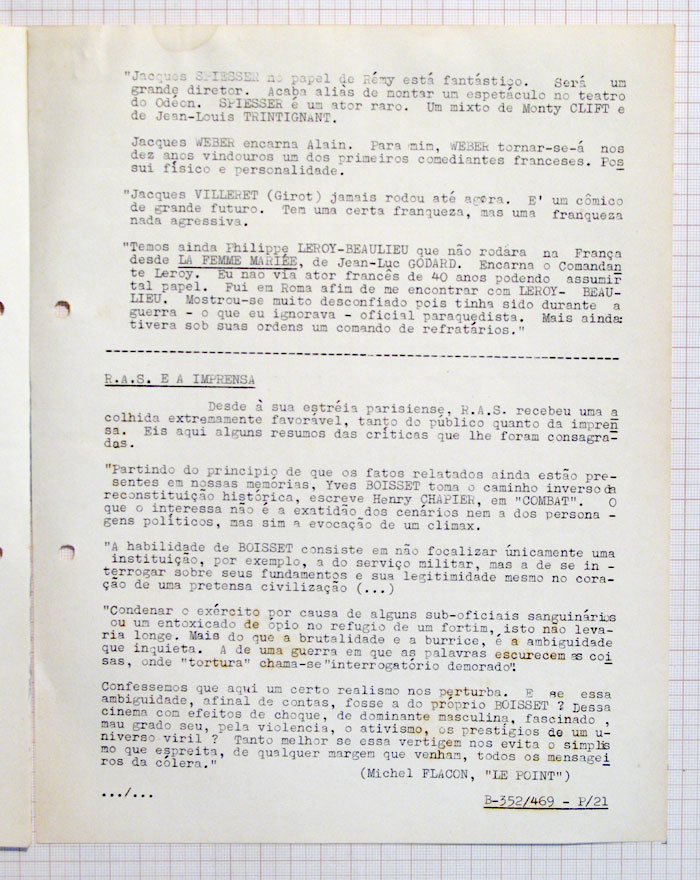 "Jacques SPIESSER no papel de Rémy está fantástico. Será um
grande diretor. Acaba aliás de montar um espetáculo no teatro
do Odéon. SPIESSER é um ator raro. Um mixto de Monty CLIFT e
de Jean-Louis TRINTIGNANT.
Jacques WEBER encarna Alain. Para mim, WEBER tornar-se-á nos
dez anos vindouros um dos primeiros comediantes franceses. Pos
sui físico e personalidade.
"Jacques VILLERET (Girot) jamais rodou até agora. E' um cômico
de grande futuro. Tem uma certa franqueza, mas uma franqueza
nada agressiva.
"Temos ainda Philippe LEROY-BEAULIEU que não rodara na França
desde LA FEMME MARIÉE, de Jean-Luc GODARD. Encarna o Comandan
te Leroy. Eu não via ator francês de 40 anos podendo assumir
tal papel. Fui em Roma afim de me encontrar com LEROY- BEAU-
LIEU. Mostrou-se muito desconfiado pois tinha sido durante a
guerra - o que eu ignorava - oficial paraquedista. Mais ainda:
tivera sob suas ordens um comando de refratários."
R.A.S. E A IMPRENSA
Desde à sua estréia parisiense, R.A.S. recebeu uma a
colhida extremamente favorável, tanto do público quanto da impren
sa. Eis aqui alguns resumos das críticas que lhe foram consagra-
das.
"Partindo do principio de que os fatos relatados ainda estão pre-
sentes em nossas memórias, Yves BOISSET toma o caminho inverso da
reconstituição histórica, escreve Henry CHAPIER, em "COMBAT". O
que o interessa não é a exatidão dos cenários nem a dos persona -
gens políticos, mas sim a evocação de um climax.
"A habilidade de BOISSET consiste em não focalizar únicamente uma
instituição, por exemplo, a do serviço militar, mas a de se in -
terrogar sobre seus fundamentos e sua legitimidade mesmo no cora-
ção de uma pretensa civilização (...)
"Condenar o exército por causa de alguns sub-oficiais sanguinários
ou um entoxicado de ópio no refugio de um fortim, isto não leva-
ria longe. Mais do que a brutalidade e a burrice, é a ambiguidade
que inquieta. A de uma guerra em que as palavras escurecem as coi
sas, onde "tortura" chama-se "interrogatório demorado".
Confessemos que aqui um certo realismo nos perturba. E se essa
ambiguidade, afinal de contas, fosse a do próprio BOISSET ? Dessa
cinema com efeitos de choque, de dominante masculina, fascinado ,
mau grado seu, pela violencia, o ativismo, os prestígios de um u-
niverso viril ? Tanto melhor se essa vertigem nos evita o simplis
mo que espreita, de qualquer margem que venham, todos os mensagei
ros da cólera."
(Michel FLACON, "LE POINT")
.../...
B-352/469 - P/21